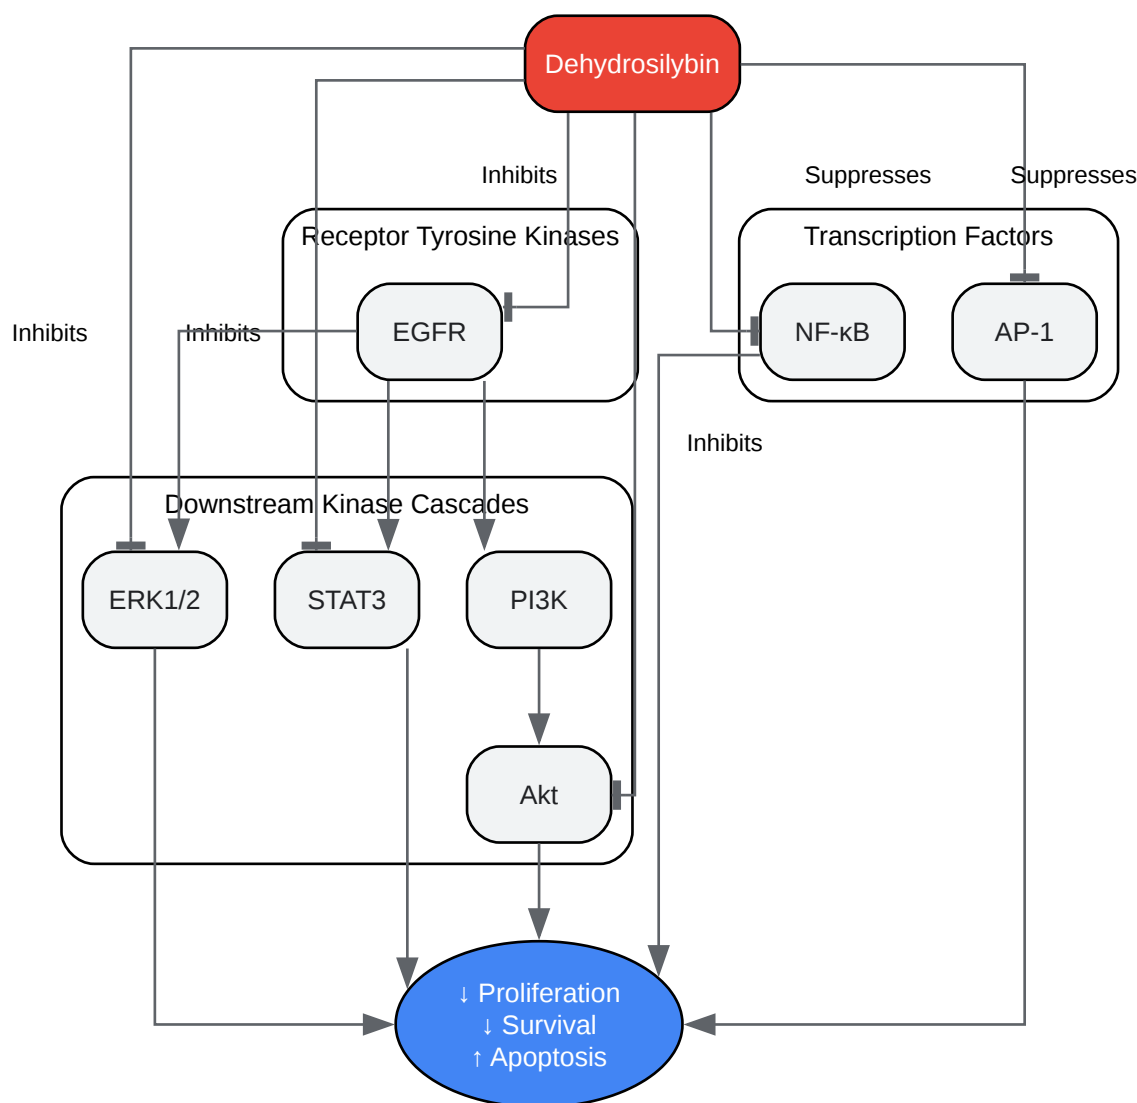 Dehydrosilybin
Inhibits
Suppresses
Suppresses
Receptor Tyrosine Kinases
Transcription Factors
Inhibits
Inhibits
EGFR
NF-κB
AP-1
Inhibits
Downstream Kinase Cascades
ERK1/2
STAT3
PI3K
Akt
↓ Proliferation
↓ Survival
↑ Apoptosis